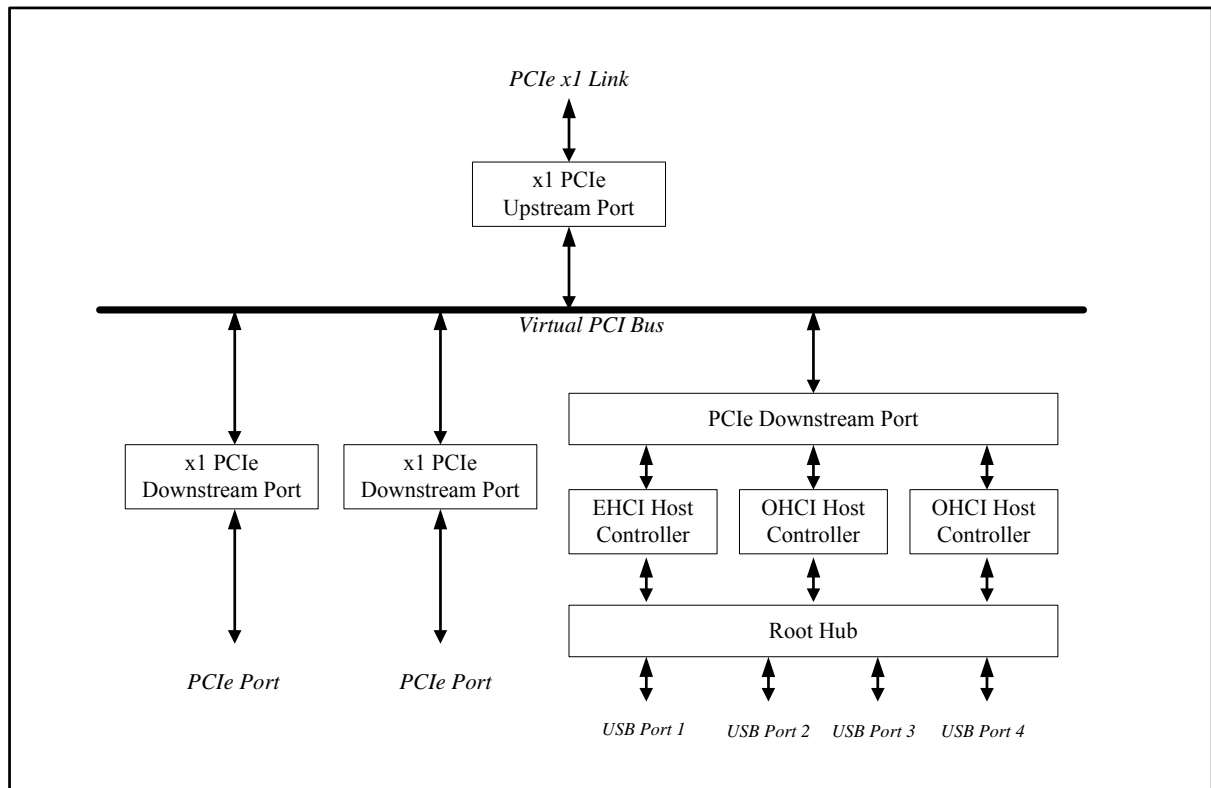 PCIe x1 Link
x1 PCIe
Upstream Port
Virtual PCI Bus
PCIe Downstream Port
x1 PCIe
Downstream Port
x1 PCIe
Downstream Port
EHCI Host
Controller
OHCI Host
Controller
OHCI Host
Controller
Root Hub
PCIe Port
PCIe Port
USB Port 1
USB Port 2
USB Port 3
USB Port 4